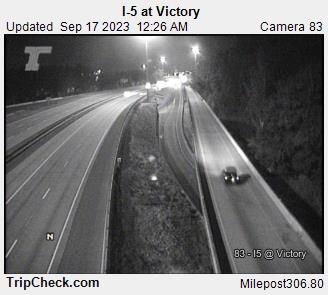 I-5 at Victory
Updated Sep 17 2023 12:26 AM Camera 83
T
N
83 - I5 @ Victory
TripCheck.com Milepost306.80